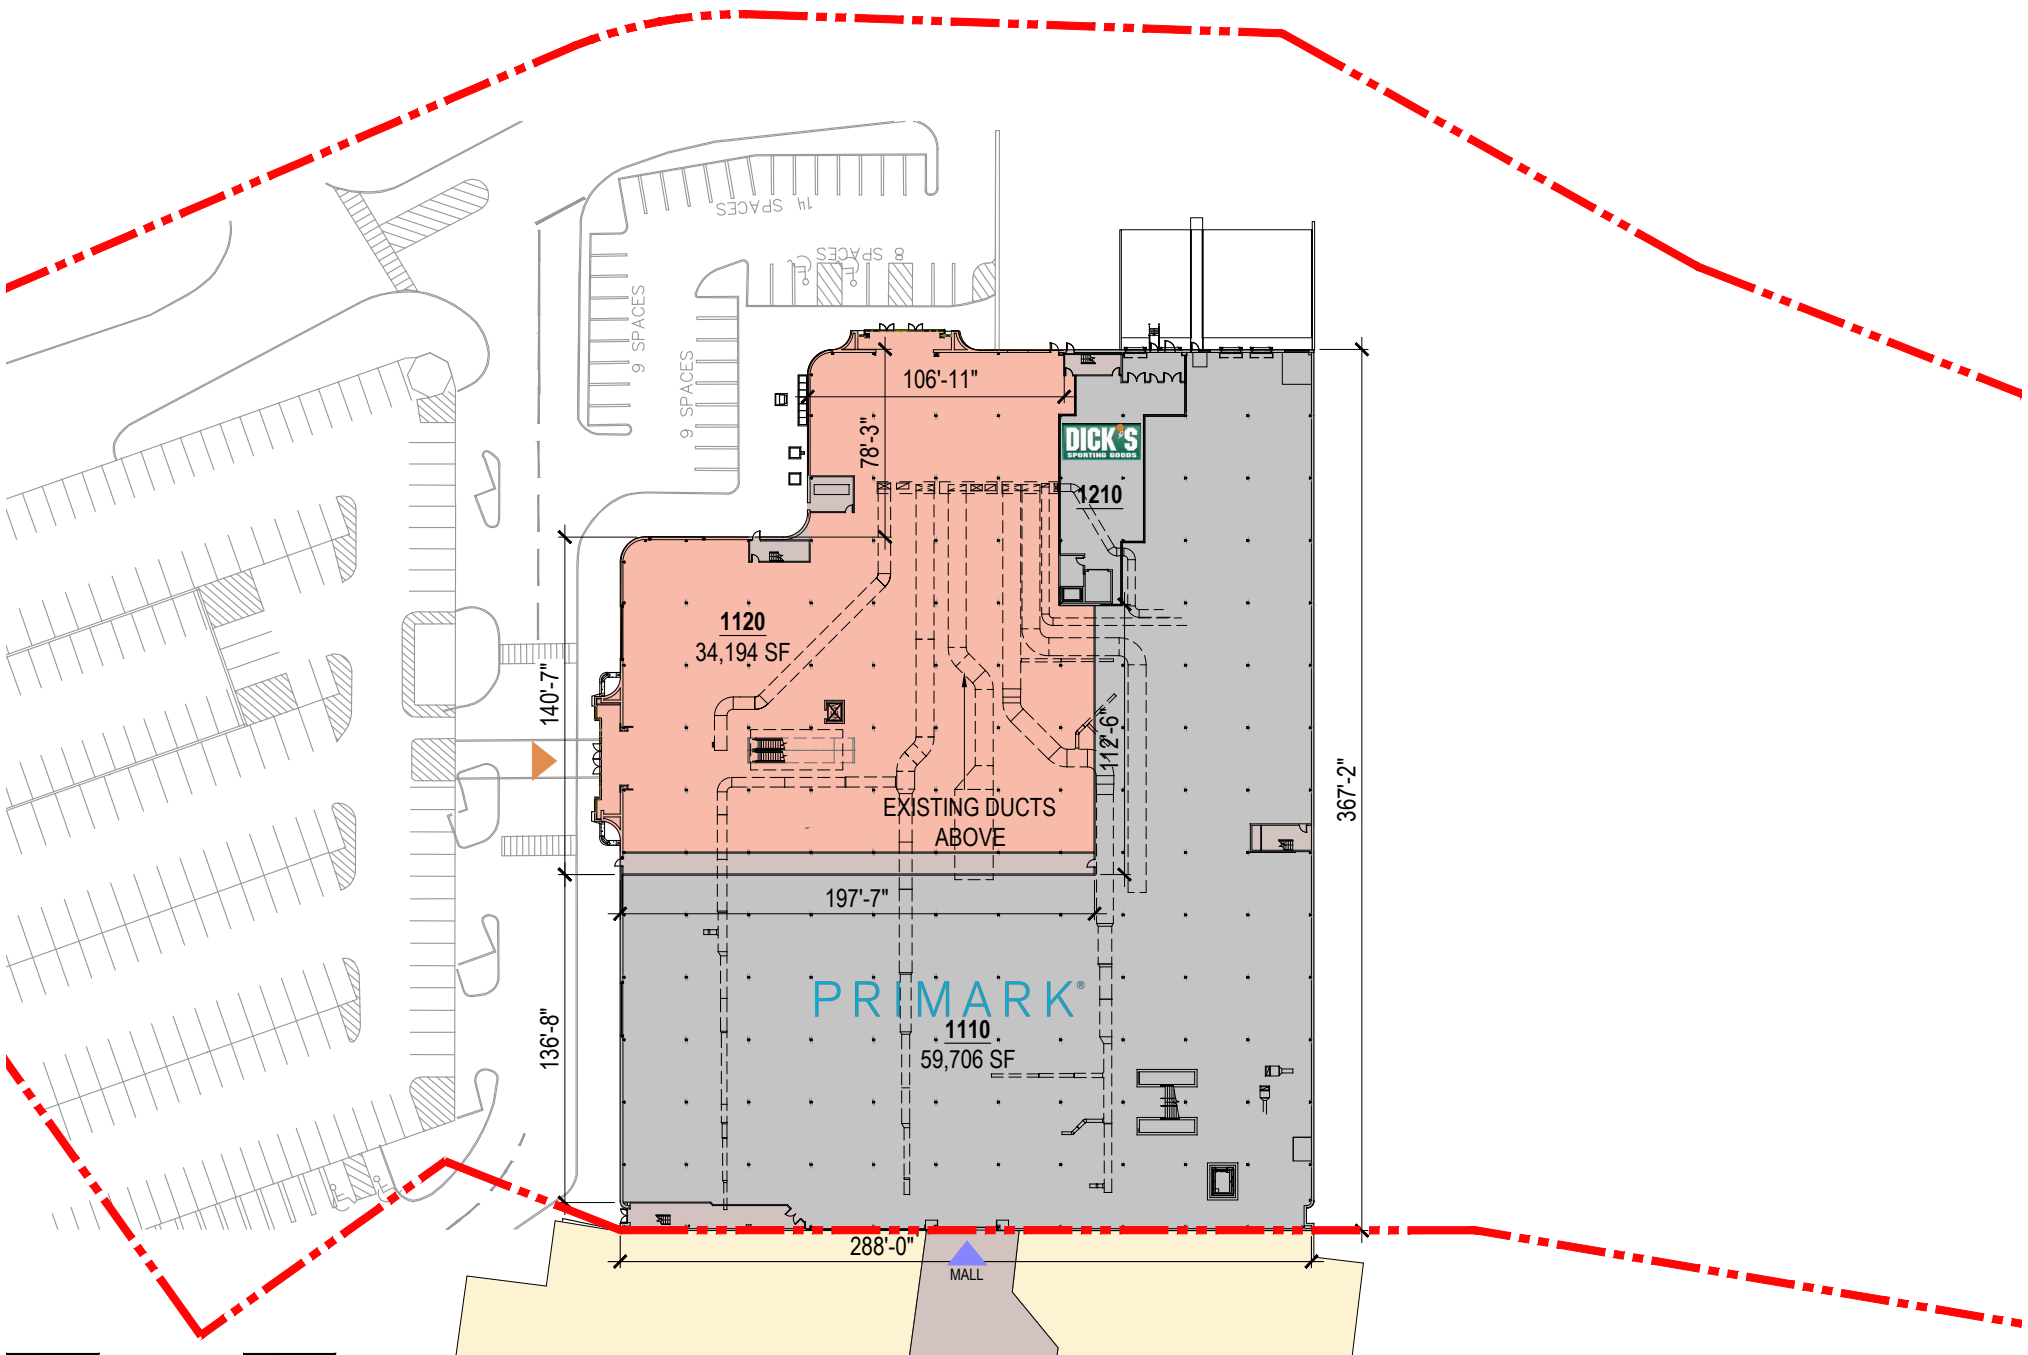 14 SPACES
8 SPACES
9 SPACES
9 SPACES
106'-11"
78'-3"
DICK'S
SPORTING GOODS
1210
1120
34,194 SF
140'-7"
112'-6"
367'-2"
EXISTING DUCTS
ABOVE
197'-7"
PRIMARK®
1110
59,706 SF
136'-8"
288'-0"
MALL